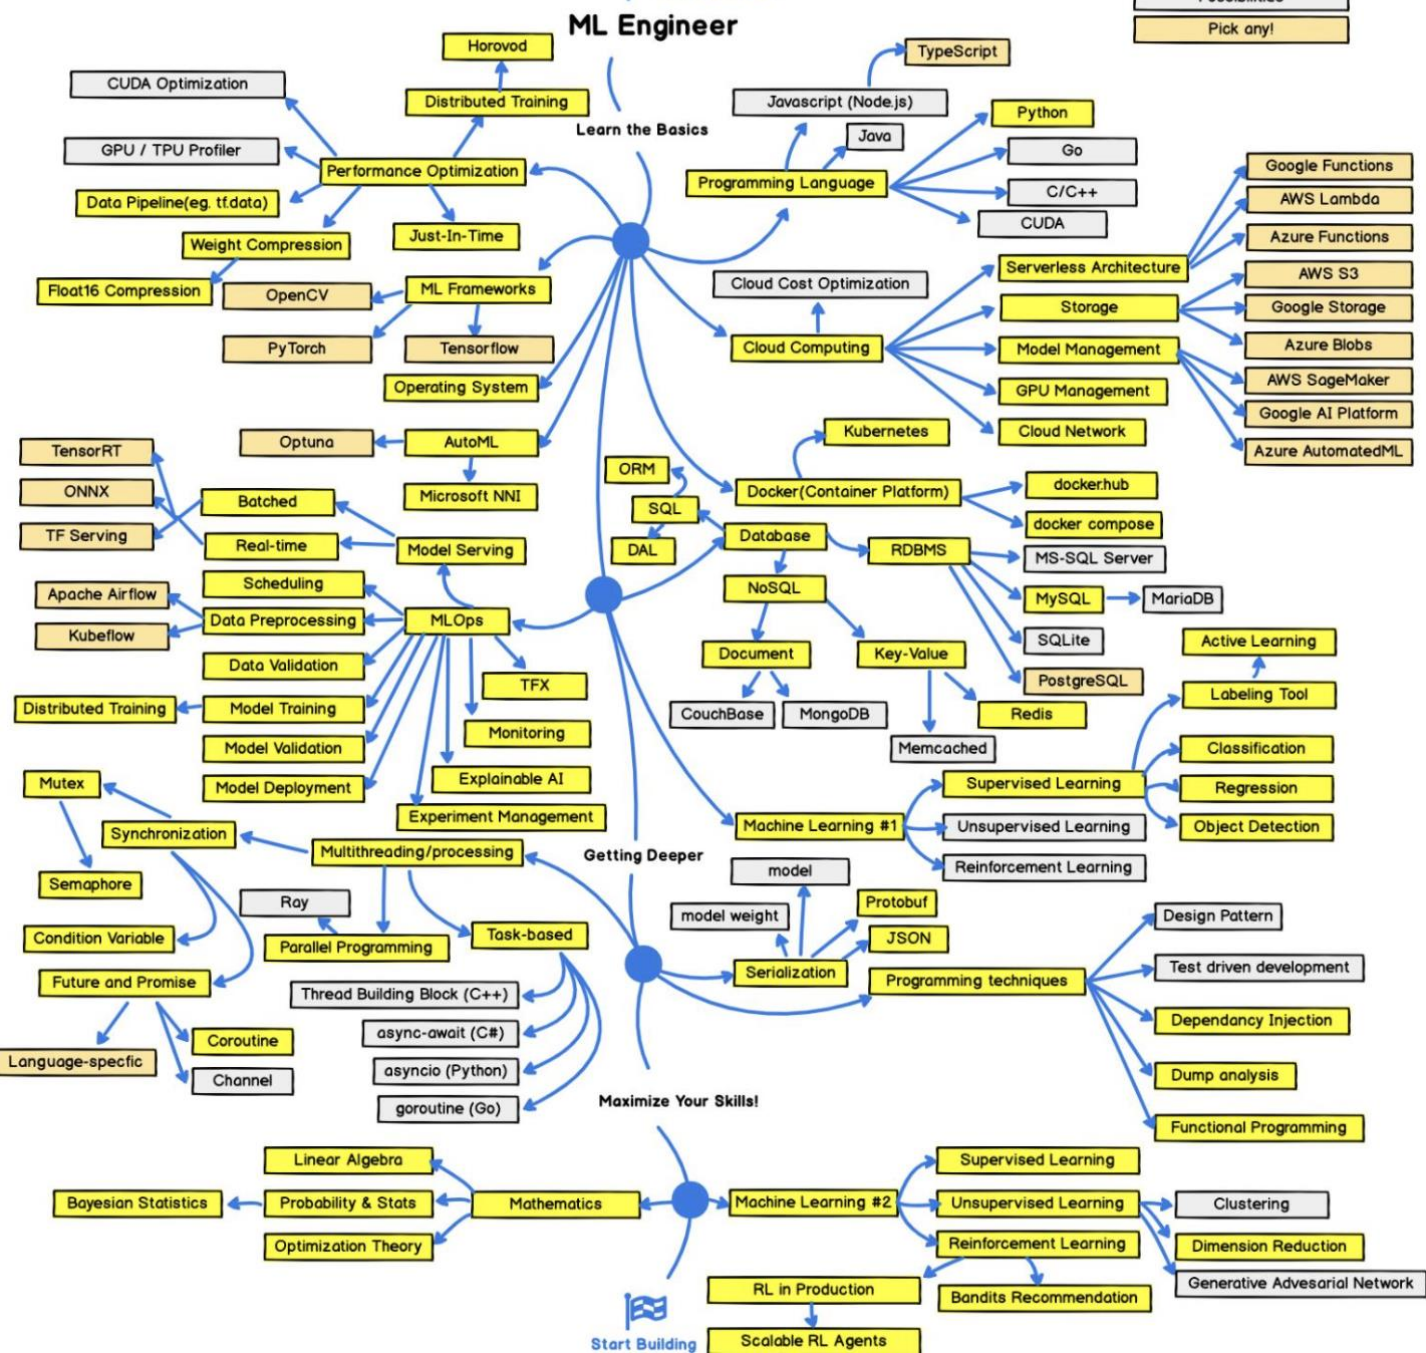 Possibilities
Pick any!
ML Engineer
Learn the Basics
Horovod
Distributed Training
CUDA Optimization
GPU / TPU Profiler
Performance Optimization
Data Pipeline(eg. tf.data)
Weight Compression
Just-In-Time
Float16 Compression
OpenCV
ML Frameworks
PyTorch
Tensorflow
Operating System
Optuna
AutoML
Microsoft NNI
TypeScript
Javascript (Node.js)
Java
Python
Programming Language
Go
C/C++
CUDA
Google Functions
AWS Lambda
Azure Functions
Serverless Architecture
Cloud Cost Optimization
AWS S3
Storage
Google Storage
Azure Blobs
Cloud Computing
Model Management
AWS SageMaker
GPU Management
Google AI Platform
Cloud Network
Azure AutomatedML
Kubernetes
Docker(Container Platform)
docker.hub
docker compose
TensorRT
ONNX
TF Serving
Batched
Real-time
Model Serving
Scheduling
Apache Airflow
Data Preprocessing
MLOps
Kubeflow
Data Validation
TFX
Distributed Training
Model Training
Monitoring
Model Validation
Explainable AI
Model Deployment
Experiment Management
ORM
SQL
DAL
Database
RDBMS
MS-SQL Server
NoSQL
MySQL
MariaDB
SQLite
Document
Key-Value
PostgreSQL
CouchBase
MongoDB
Redis
Memcached
Active Learning
Labeling Tool
Classification
Supervised Learning
Regression
Machine Learning #1
Unsupervised Learning
Object Detection
Reinforcement Learning
Getting Deeper
Mutex
Synchronization
Multithreading/processing
Semaphore
Ray
Condition Variable
Parallel Programming
Task-based
Future and Promise
Thread Building Block (C++)
async-await (C#)
Coroutine
Language-specfic
asyncio (Python)
Channel
goroutine (Go)
model
model weight
Protobuf
JSON
Serialization
Programming techniques
Design Pattern
Test driven development
Dependancy Injection
Dump analysis
Functional Programming
Maximize Your Skills!
Linear Algebra
Bayesian Statistics
Probability & Stats
Mathematics
Optimization Theory
Machine Learning #2
Supervised Learning
Unsupervised Learning
Clustering
Reinforcement Learning
Dimension Reduction
Generative Advesarial Network
RL in Production
Bandits Recommendation
Scalable RL Agents
Start Building